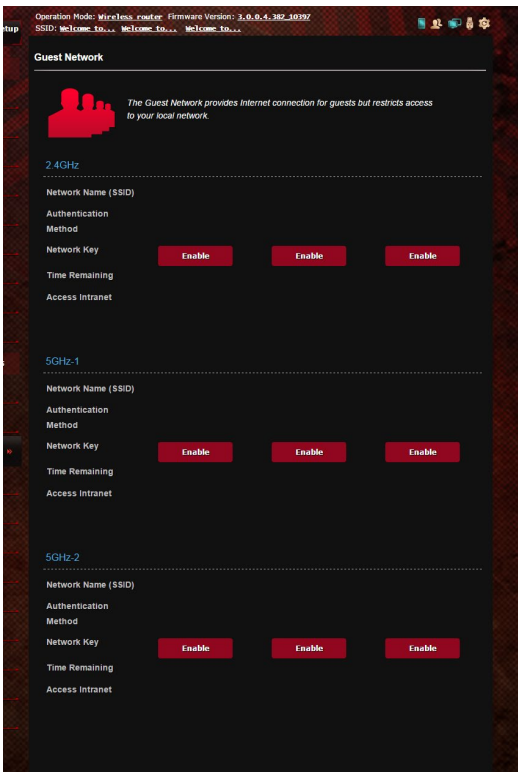 Operation Mode: Wireless router Firmware Version: 3.0.0.4.382_10397
etup
SSID: Welcome to... Welcome to... Welcome to...
Guest Network
The Guest Network provides Internet connection for guests but restricts access
to your local network.
2.4GHz
Network Name (SSID)
Authentication
Method
Network Key
Enable Enable Enable
Time Remaining
Access Intranet
5GHz-1
Network Name (SSID)
Authentication
Method
Network Key
Enable Enable Enable
Time Remaining
Access Intranet
5GHz-2
Network Name (SSID)
Authentication
Method
Network Key
Enable Enable Enable
Time Remaining
Access Intranet